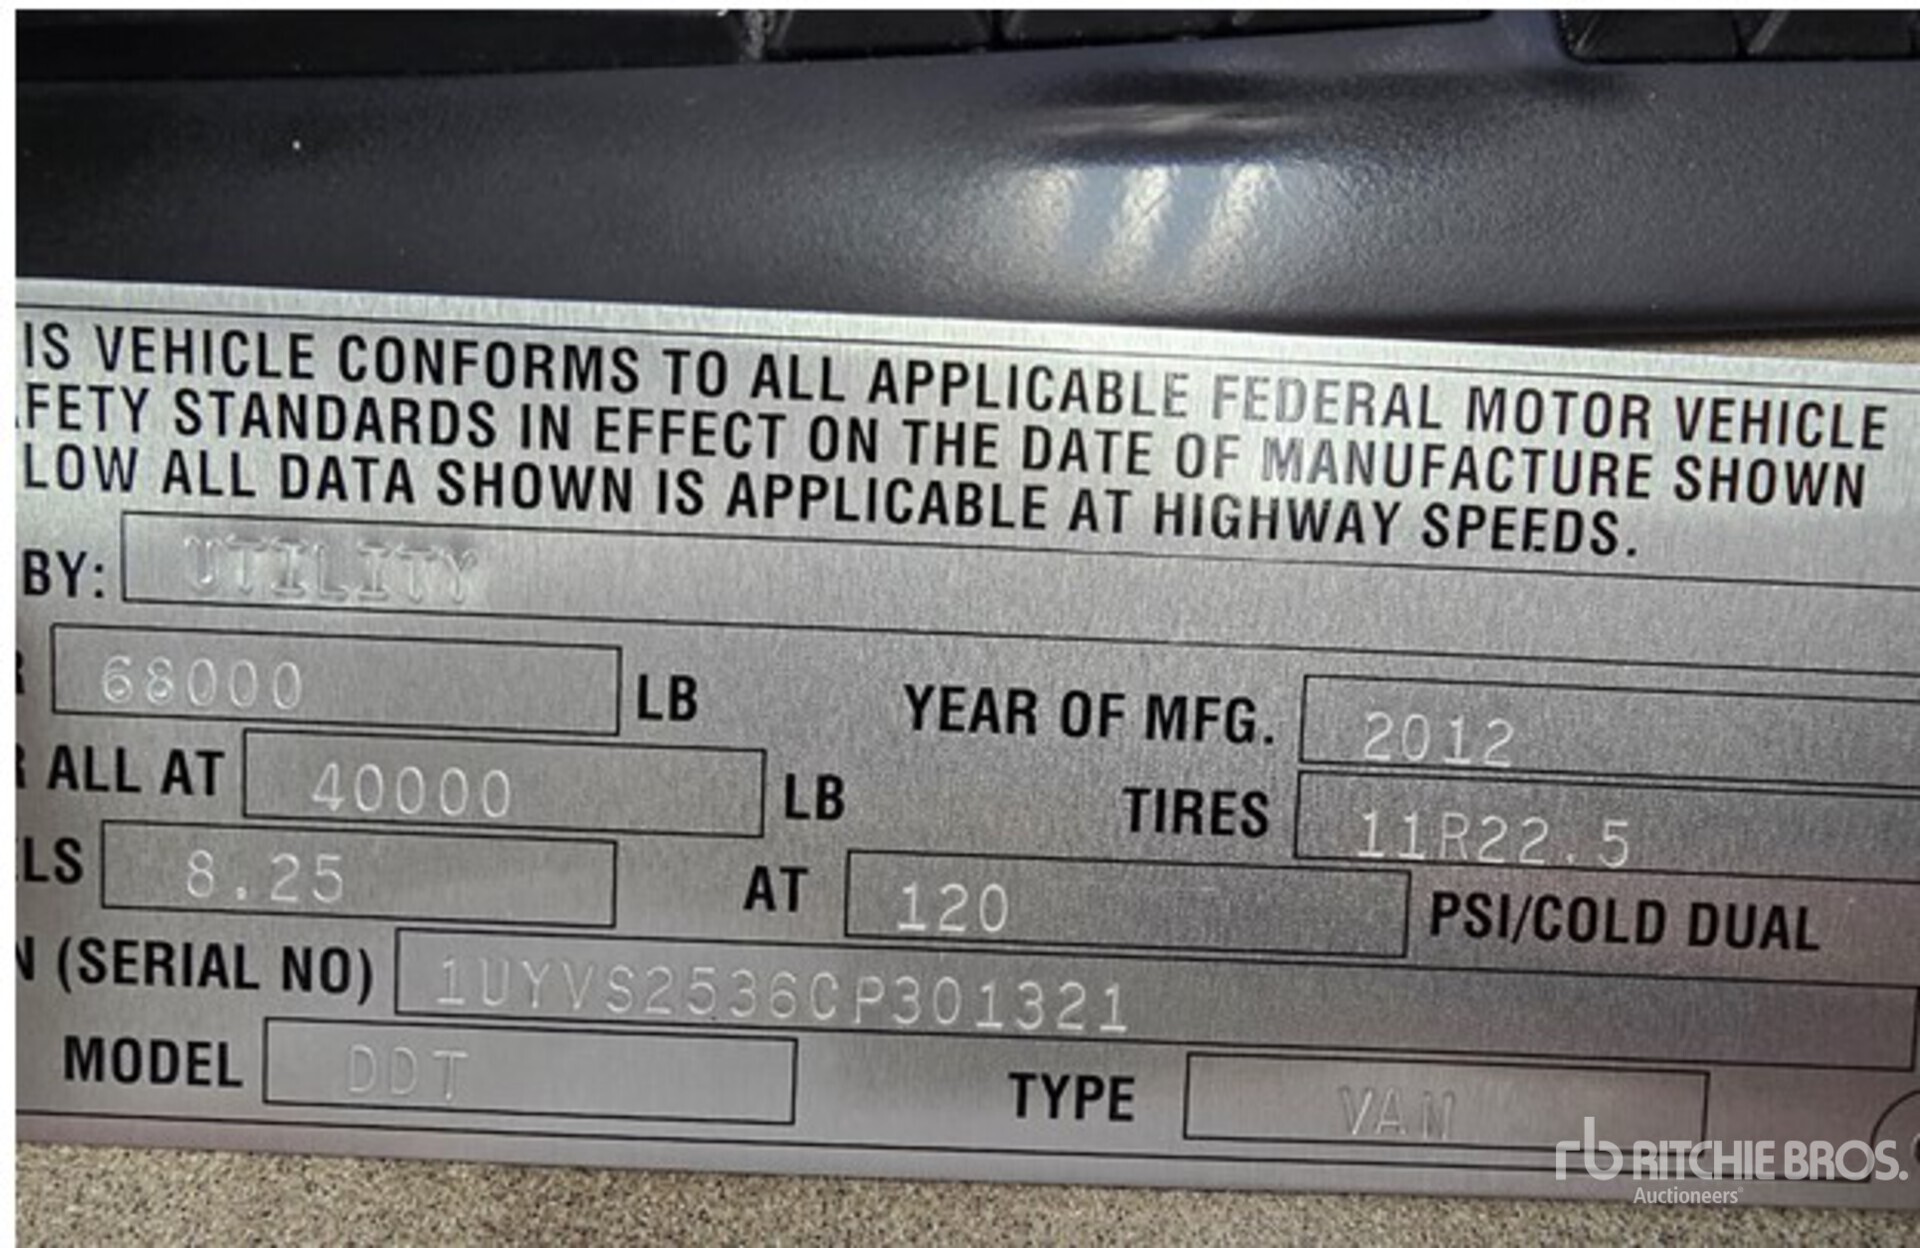 IS VEHICLE CONFORMS TO ALL APPLICABLE FEDERAL MOTOR VEHICLE
FETY STANDARDS IN EFFECT ON THE DATE OF MANUFACTURE SHOWN
LOW ALL DATA SHOWN IS APPLICABLE AT HIGHWAY SPEEDS.
BY: UTILITY
R 68000 LB YEAR OF MFG. 2012
R ALL AT 40000 LB TIRES 11R22.5
LS 8.25 AT 120 PSI/COLD DUAL
N (SERIAL NO) 1UYVS2536CP301321
MODEL DDT TYPE VAN
rb RITCHIE BROS.
Auctioneers